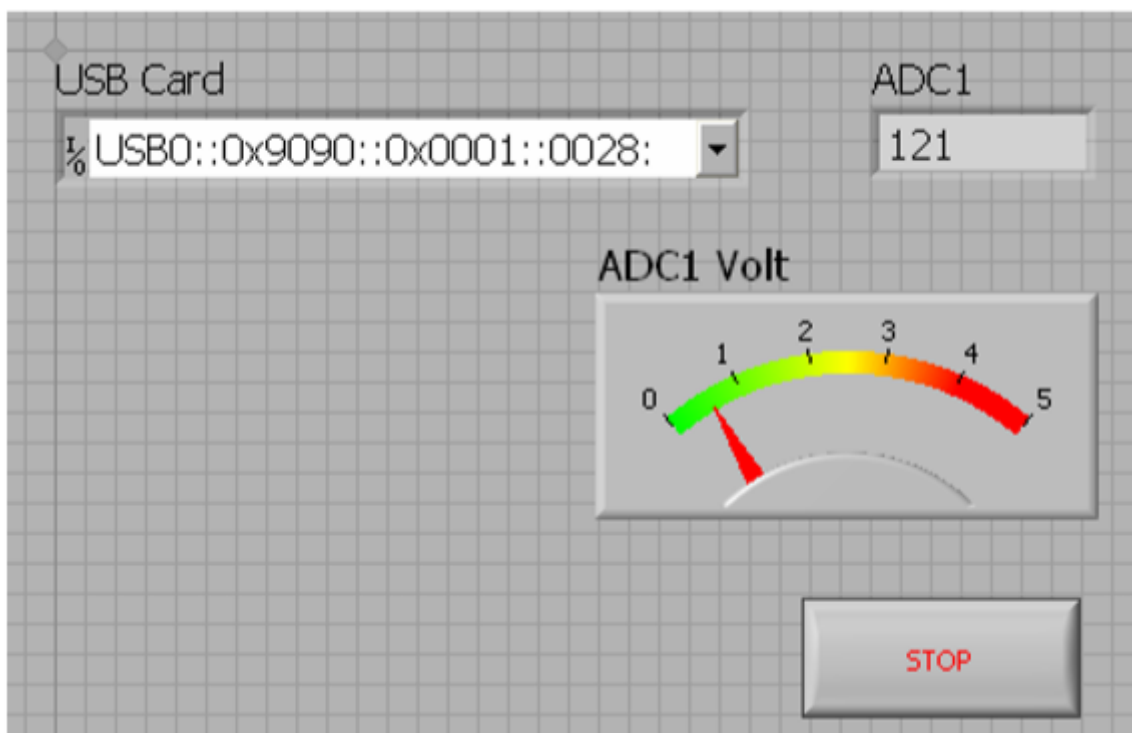 USB Card
I/O USB0::0x9090::0x0001::0028:
ADC1
121
ADC1 Volt
0 1 2 3 4 5
STOP